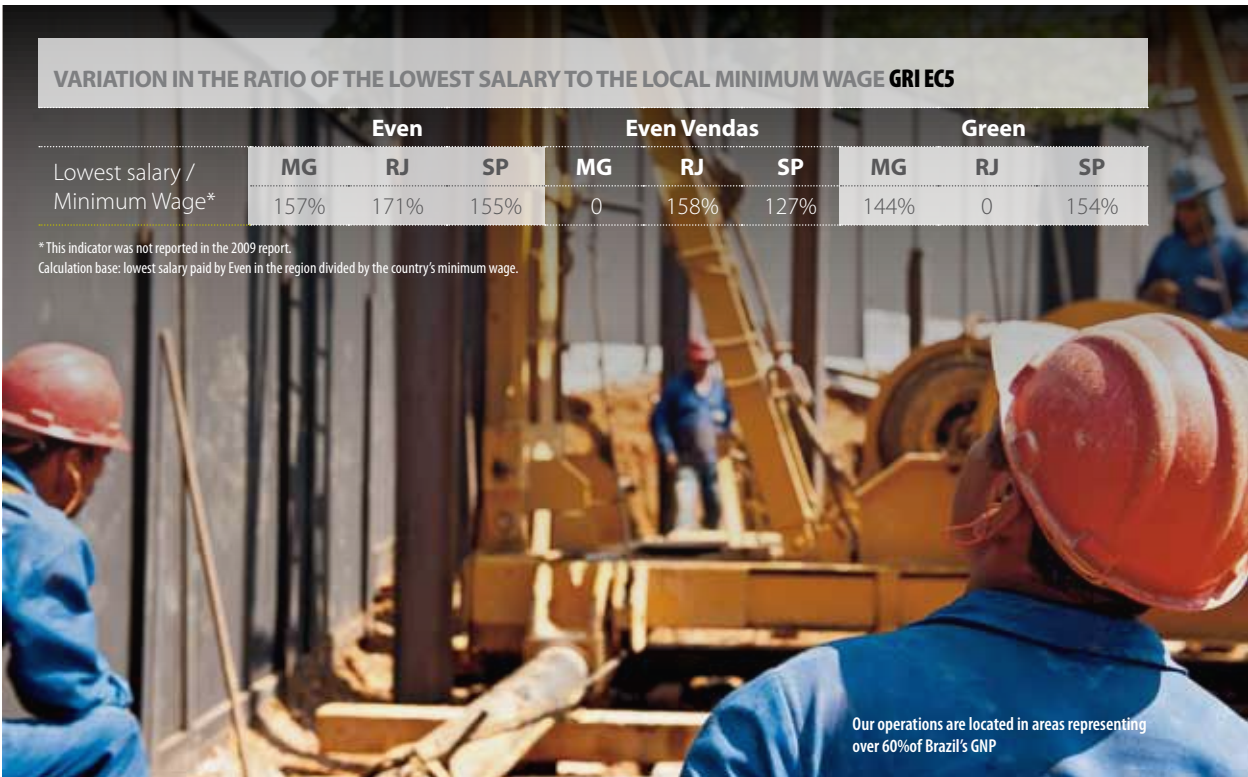 VARIATION IN THE RATIO OF THE LOWEST SALARY TO THE LOCAL MINIMUM WAGE GRI EC5
Even Even Vendas Green
Lowest salary /
Minimum Wage*
MG RJ SP MG RJ SP MG RJ SP
157% 171% 155% 0 158% 127% 144% 0 154%
* This indicator was not reported in the 2009 report.
Calculation base: lowest salary paid by Even in the region divided by the country's minimum wage.
Our operations are located in areas representing
over 60%of Brazil's GNP